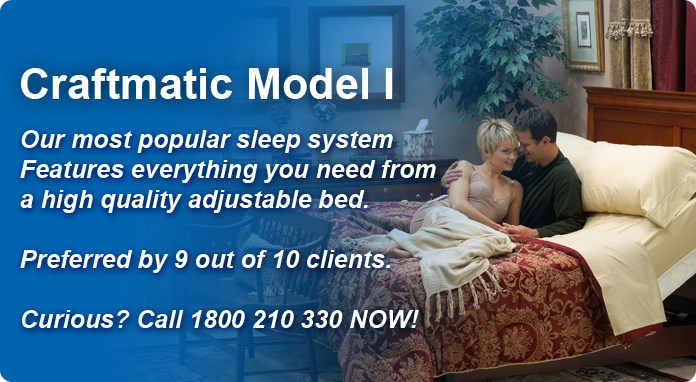 Craftmatic Model I
Our most popular sleep system
Features everything you need from
a high quality adjustable bed.
Preferred by 9 out of 10 clients.
Curious? Call 1800 210 330 NOW!